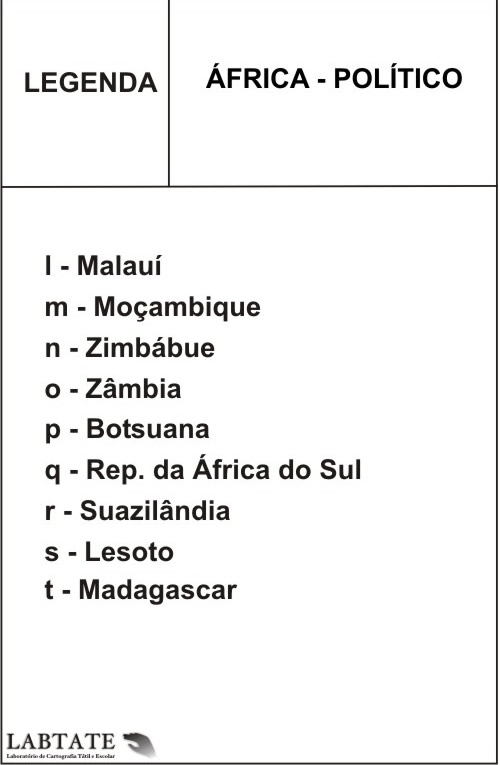 LEGENDA
ÁFRICA - POLÍTICO
l - Malauí
m - Moçambique
n - Zimbábue
o - Zâmbia
p - Botsuana
q - Rep. da África do Sul
r - Suazilândia
s - Lesoto
t - Madagascar
LABTATE
Laboratório de Cartografia Tátil e Escolar